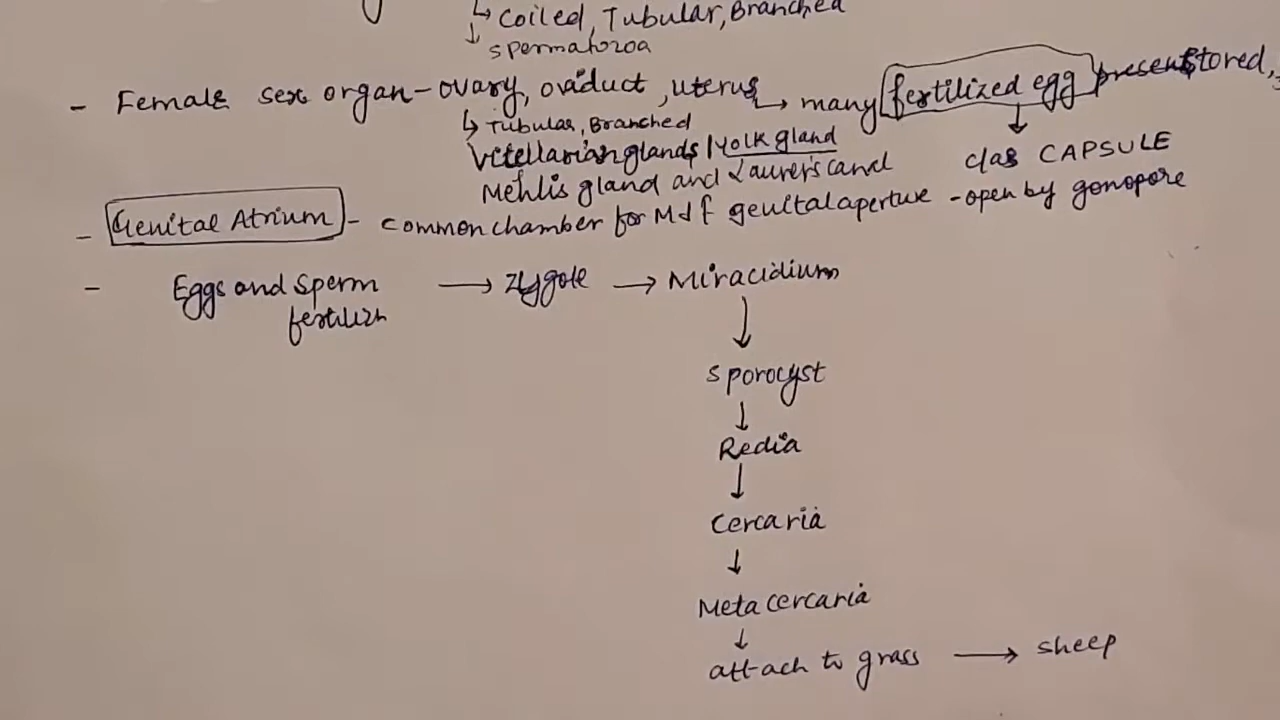 ↳ Coiled, Tubular, Branched
↓ spermatozoa
- Female sex organ - ovary, oviduct, uterus → many fertilized egg present stored,
↳ Tubular, Branched ↓
Vitellarian glands / Yolk gland clas CAPSULE
Mehlis gland and Laurer's canal
- Genital Atrium - common chamber for M & f genital aperture - open by gonopore
- Eggs and Sperm → zygote → Miracidium
fertilizn
↓
Sporocyst
↓
Redia
↓
Cercaria
↓
Meta cercaria
↓
attach to grass → sheep